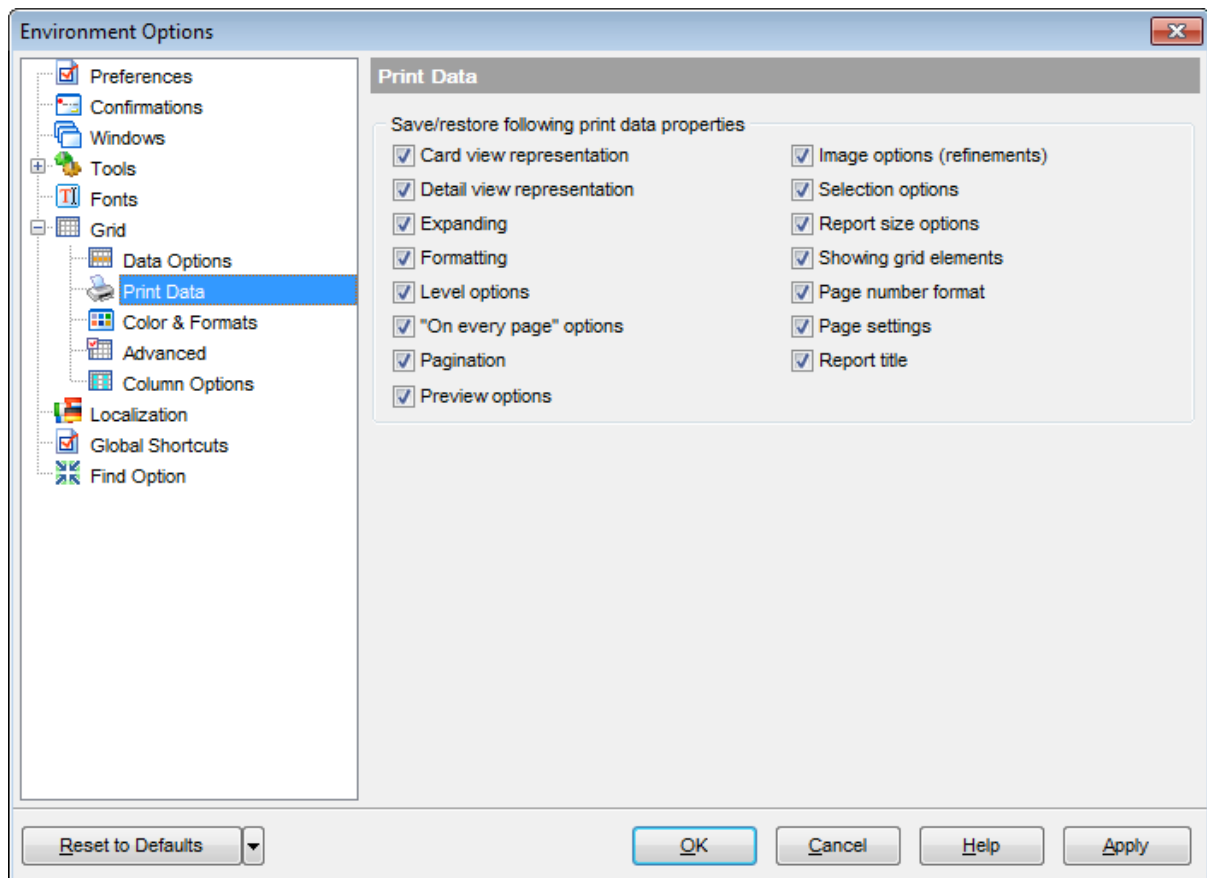 Environment Options
Preferences
Confirmations
Windows
Tools
Fonts
Grid
Data Options
Print Data
Color & Formats
Advanced
Column Options
Localization
Global Shortcuts
Find Option
Print Data
Save/restore following print data properties
Card view representation
Detail view representation
Expanding
Formatting
Level options
"On every page" options
Pagination
Preview options
Image options (refinements)
Selection options
Report size options
Showing grid elements
Page number format
Page settings
Report title
Reset to Defaults
OK
Cancel
Help
Apply